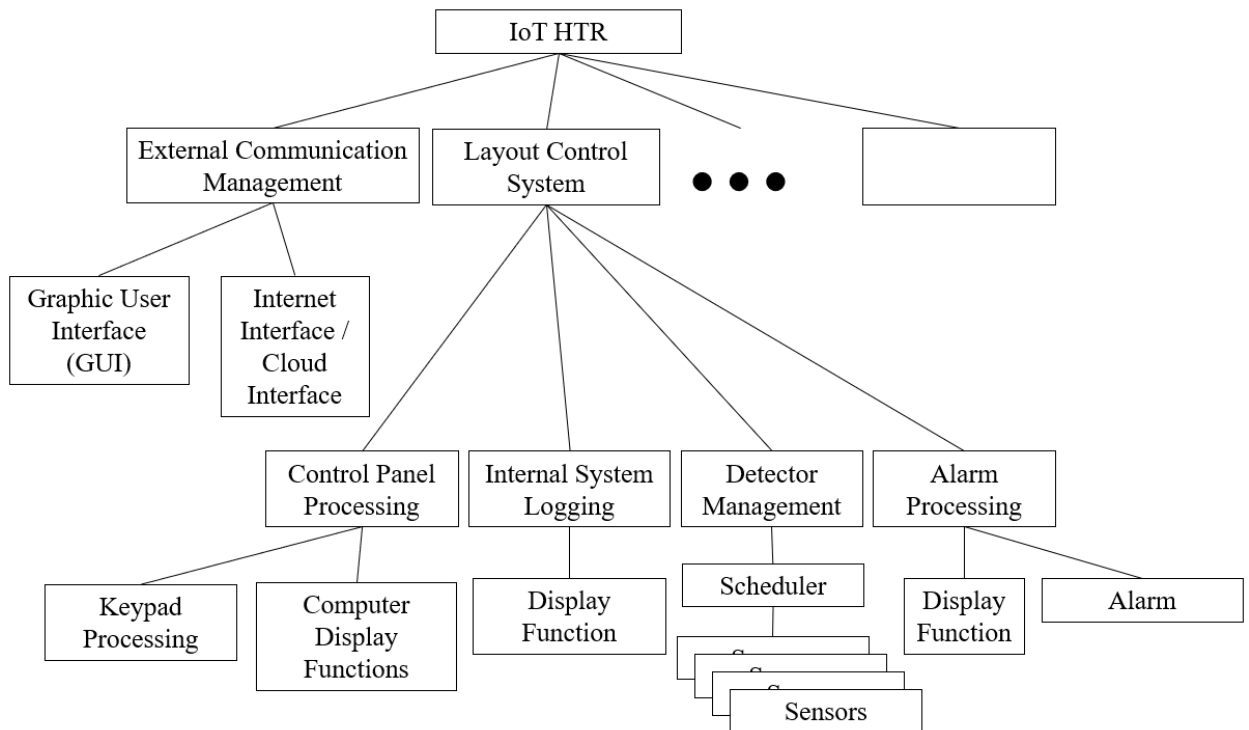 IoT HTR
External Communication
Management
Layout Control
System
Graphic User
Interface
(GUI)
Internet
Interface /
Cloud
Interface
Control Panel
Processing
Internal System
Logging
Detector
Management
Alarm
Processing
Keypad
Processing
Computer
Display
Functions
Display
Function
Scheduler
Display
Function
Alarm
Sensors